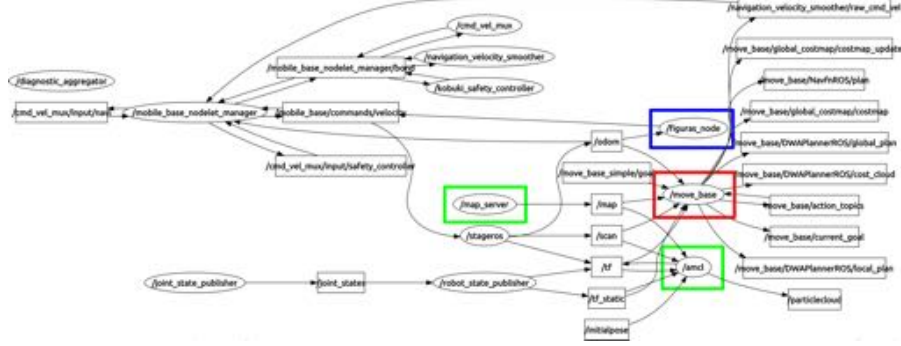 /navigation_velocity_smoother/raw_cmd_vel
/cmd_vel_mux
/move_base/global_costmap/costmap_update
/navigation_velocity_smoother
/mobile_base_nodelet_manager/bond
/diagnostic_aggregator
/move_base/NavfnROS/plan
/kobuki_safety_controller
/cmd_vel_mux/input/navi
/mobile_base_nodelet_manager
/mobile_base/commands/velocity
/move_base/global_costmap/costmap
/figuras_node
/odom
/move_base/DWAPlannerROS/global_plan
/cmd_vel_mux/input/safety_controller
/move_base_simple/goal
/move_base/DWAPlannerROS/cost_cloud
/move_base
/map_server
/map
/move_base/action_topics
/stageros
/scan
/move_base/current_goal
/tf
/amcl
/move_base/DWAPlannerROS/local_plan
/joint_state_publisher
/joint_states
/robot_state_publisher
/tf_static
/particlecloud
/initialpose